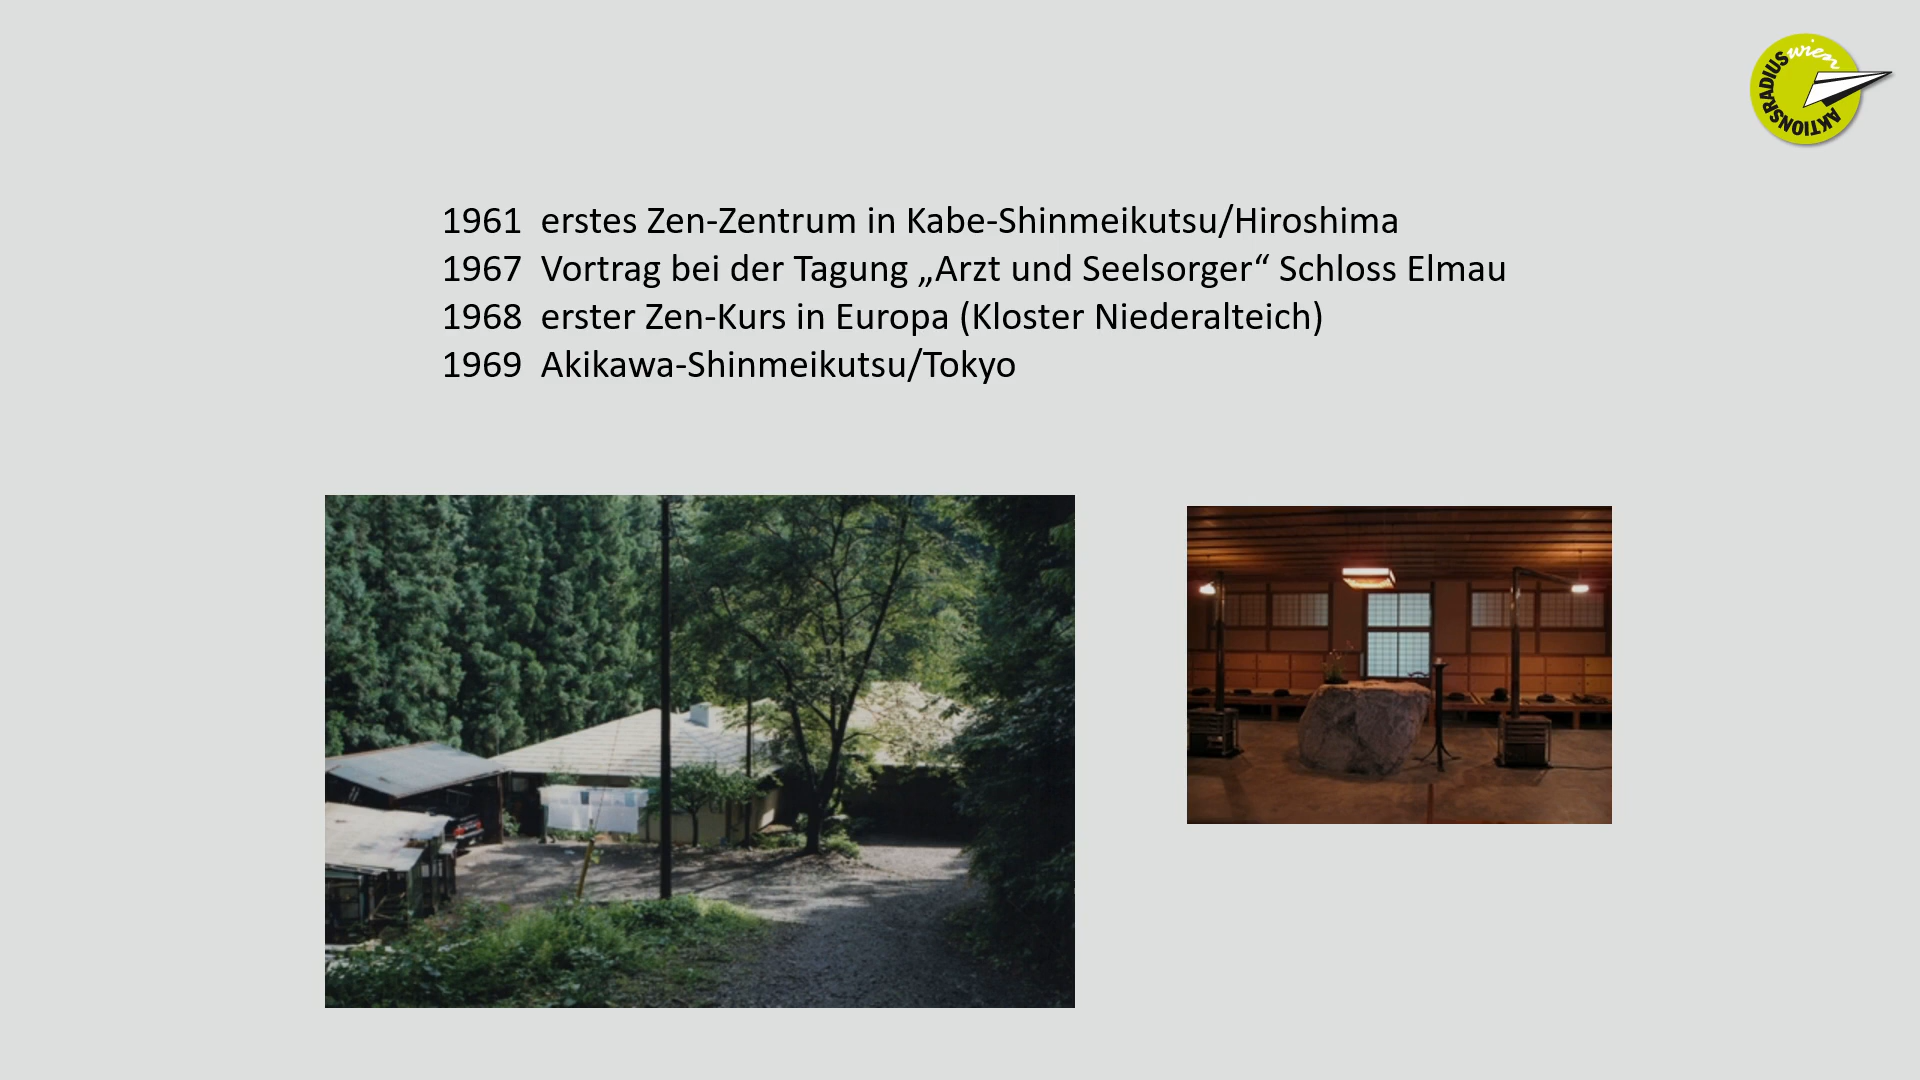 AKTIONSRADIUS wien
1961 erstes Zen-Zentrum in Kabe-Shinmeikutsu/Hiroshima
1967 Vortrag bei der Tagung „Arzt und Seelsorger“ Schloss Elmau
1968 erster Zen-Kurs in Europa (Kloster Niederalteich)
1969 Akikawa-Shinmeikutsu/Tokyo